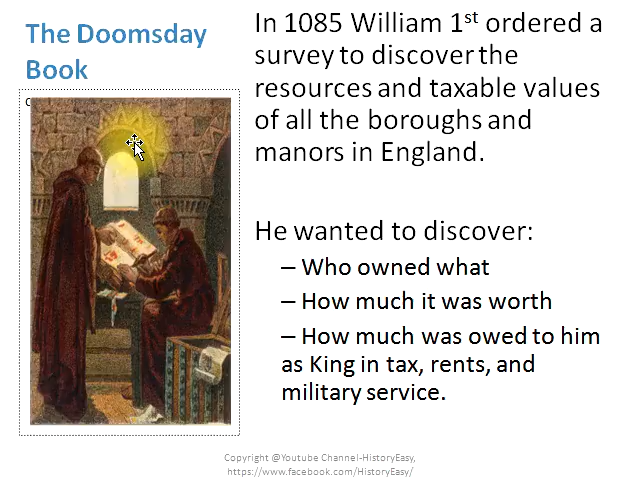 The Doomsday
Book
In 1085 William 1st ordered a
survey to discover the
resources and taxable values
of all the boroughs and
manors in England.
He wanted to discover:
– Who owned what
– How much it was worth
– How much was owed to him
as King in tax, rents, and
military service.
Copyright @Youtube Channel-HistoryEasy,
https://www.facebook.com/HistoryEasy/